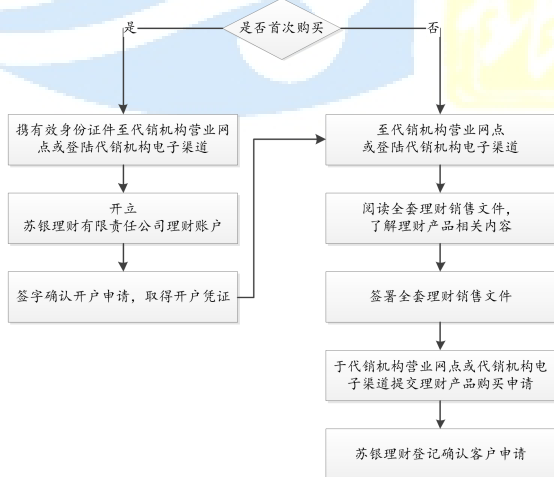 是否首次购买
是
否
携有效身份证件至代销机构营业网
点或登陆代销机构电子渠道
开立
苏银理财有限责任公司理财账户
签字确认开户申请，取得开户凭证
至代销机构营业网点
或登陆代销机构电子渠道
阅读全套理财销售文件，
了解理财产品相关内容
签署全套理财销售文件
于代销机构营业网点或代销机构电
子渠道提交理财产品购买申请
苏银理财登记确认客户申请